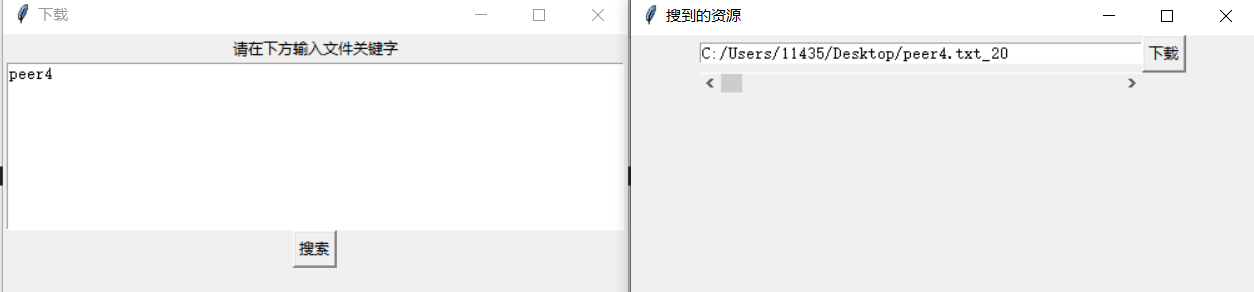 下载
请在下方输入文件关键字
peer4
搜索
搜到的资源
C:/Users/11435/Desktop/peer4.txt_20
下载